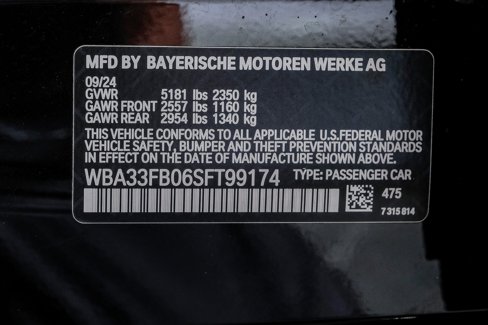 MFD BY BAYERISCHE MOTOREN WERKE AG
09/24
GVWR 5181 lbs 2350 kg
GAWR FRONT 2557 lbs 1160 kg
GAWR REAR 2954 lbs 1340 kg
THIS VEHICLE CONFORMS TO ALL APPLICABLE U.S.FEDERAL MOTOR
VEHICLE SAFETY, BUMPER AND THEFT PREVENTION STANDARDS
IN EFFECT ON THE DATE OF MANUFACTURE SHOWN ABOVE.
WBA33FB06SFT99174 TYPE: PASSENGER CAR
475
7 315 814